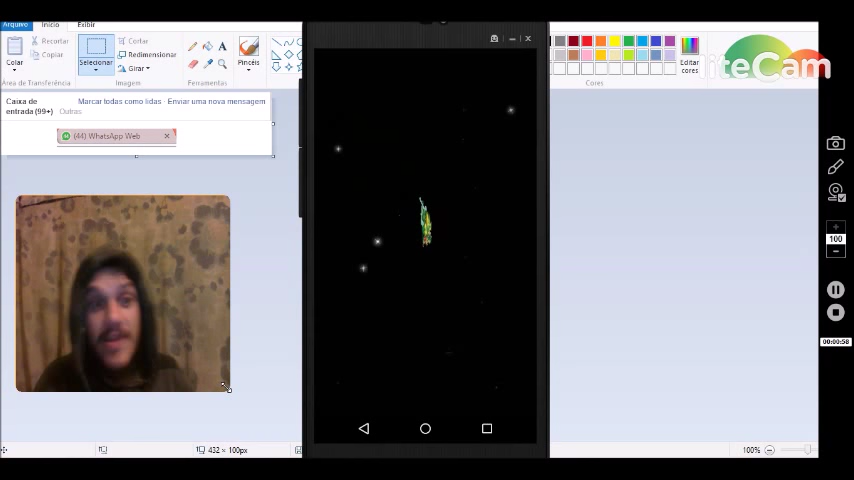 Arquivo Início Exibir
Colar
Recortar
Copiar
Área de Transferência
Selecionar
Cortar
Redimensionar
Girar
Imagem
Ferramentas
Pincéis
Editar cores
Cores
iteCam
Caixa de entrada (99+)
Outras
Marcar todas como lidas - Enviar uma nova mensagem
44 (44) WhatsApp Web
100
00:00:58
432 × 100px
100%